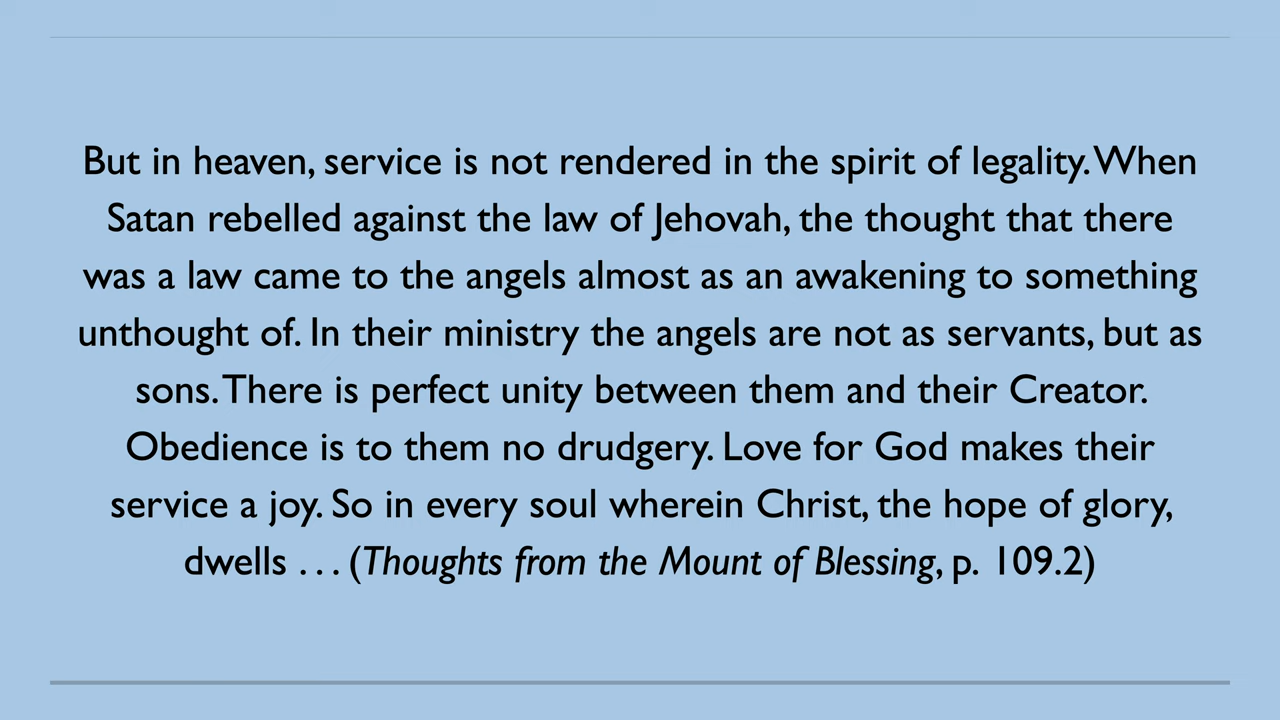 But in heaven, service is not rendered in the spirit of legality. When
Satan rebelled against the law of Jehovah, the thought that there
was a law came to the angels almost as an awakening to something
unthought of. In their ministry the angels are not as servants, but as
sons. There is perfect unity between them and their Creator.
Obedience is to them no drudgery. Love for God makes their
service a joy. So in every soul wherein Christ, the hope of glory,
dwells . . . (Thoughts from the Mount of Blessing, p. 109.2)